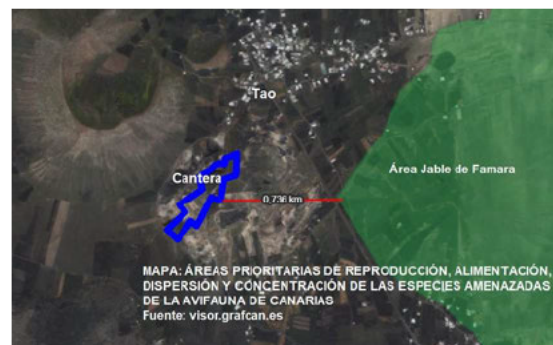 Tao
Área Jable de Famara
Cantera
0,736 km
MAPA: ÁREAS PRIORITARIAS DE REPRODUCCIÓN, ALIMENTACIÓN,
DISPERSIÓN Y CONCENTRACIÓN DE LAS ESPECIES AMENAZADAS
DE LA AVIFAUNA DE CANARIAS
Fuente: visor.grafcan.es